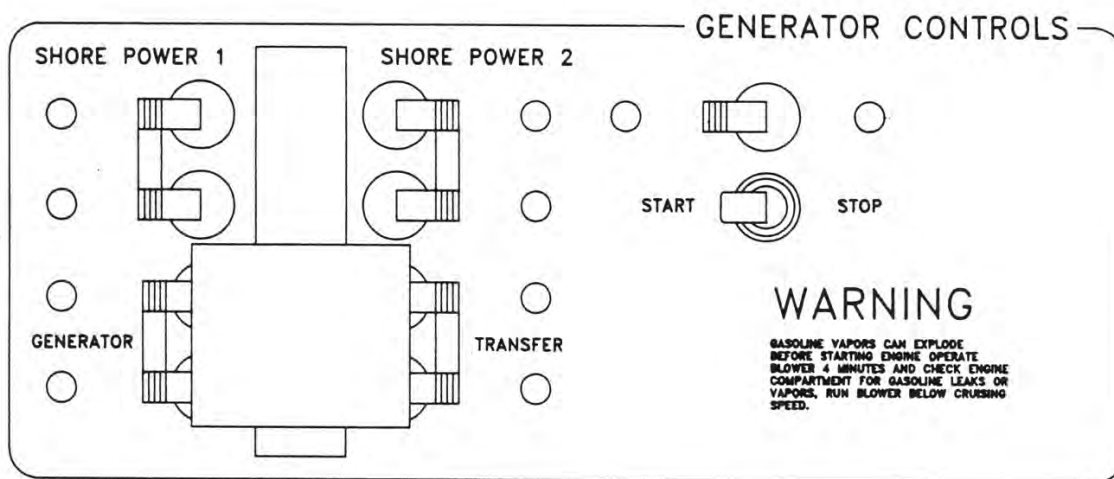 GENERATOR CONTROLS
SHORE POWER 1
SHORE POWER 2
START
STOP
GENERATOR
TRANSFER
WARNING
GASOLINE VAPORS CAN EXPLODE
BEFORE STARTING ENGINE OPERATE
BLOWER 4 MINUTES AND CHECK ENGINE
COMPARTMENT FOR GASOLINE LEAKS OR
VAPORS, RUN BLOWER BELOW CRUISING
SPEED.